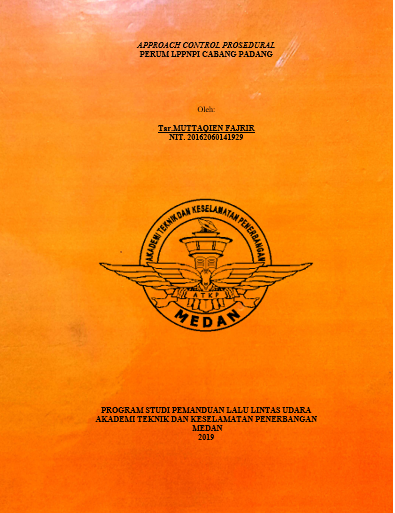 APPROACH CONTROL PROSEDURAL
PERUM LPPNPI CABANG PADANG
Oleh:
Tar.MUTTAQIEN FAJRIR
NIT. 20162060141929
AKADEMI TEKNIK DAN KESELAMATAN PENERBANGAN
ATKP
MEDAN
PROGRAM STUDI PEMANDUAN LALU LINTAS UDARA
AKADEMI TEKNIK DAN KESELAMATAN PENERBANGAN
MEDAN
2019